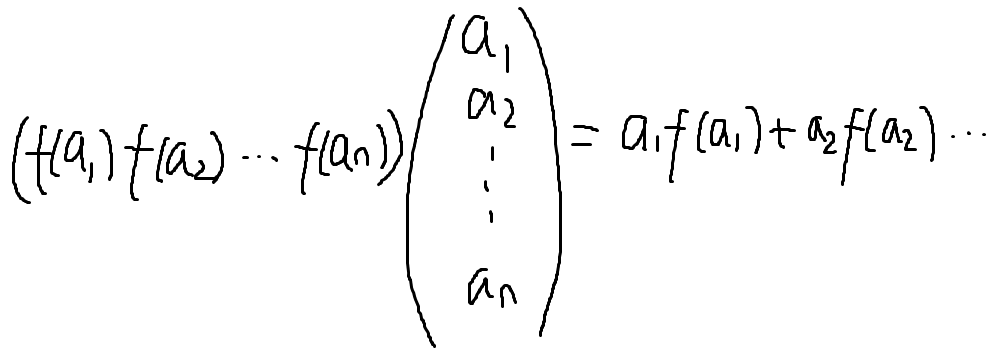 (f(a₁) f(a₂) ⋯ f(aₙ)) (a₁ a₂ ⋮ aₙ) = a₁f(a₁) + a₂f(a₂) ⋯